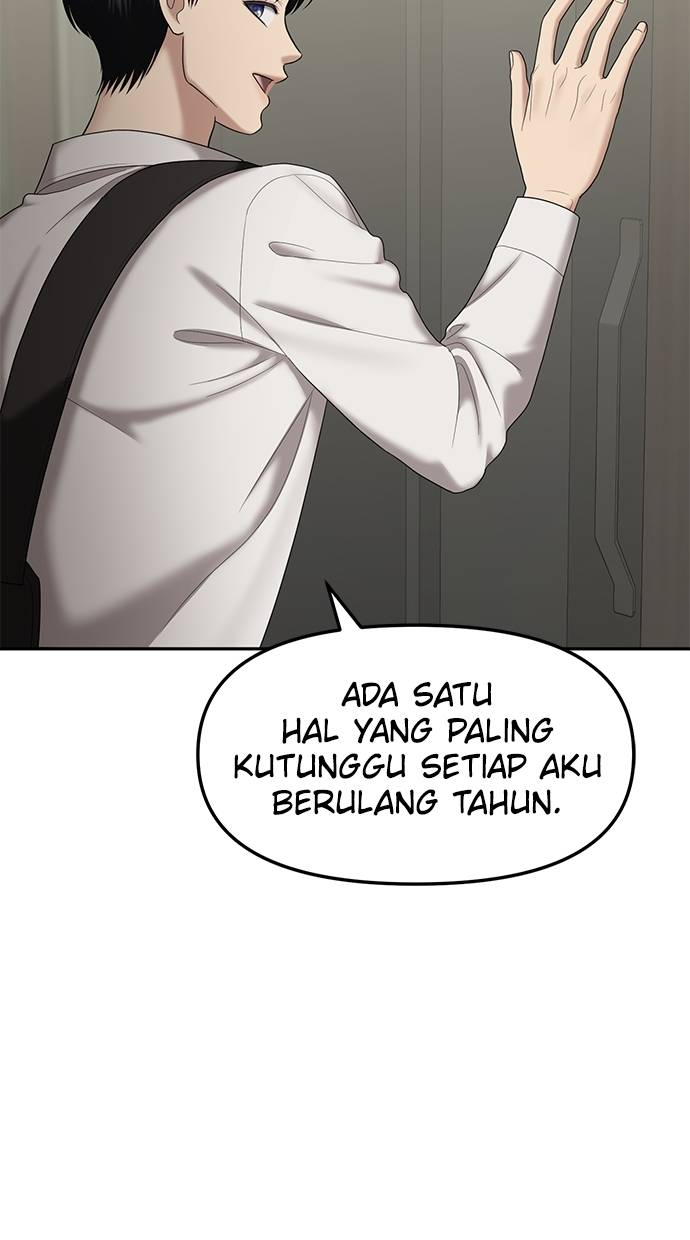 ADA SATU
HAL YANG PALING
KUTUNGGU SETIAP AKU
BERULANG TAHUN.